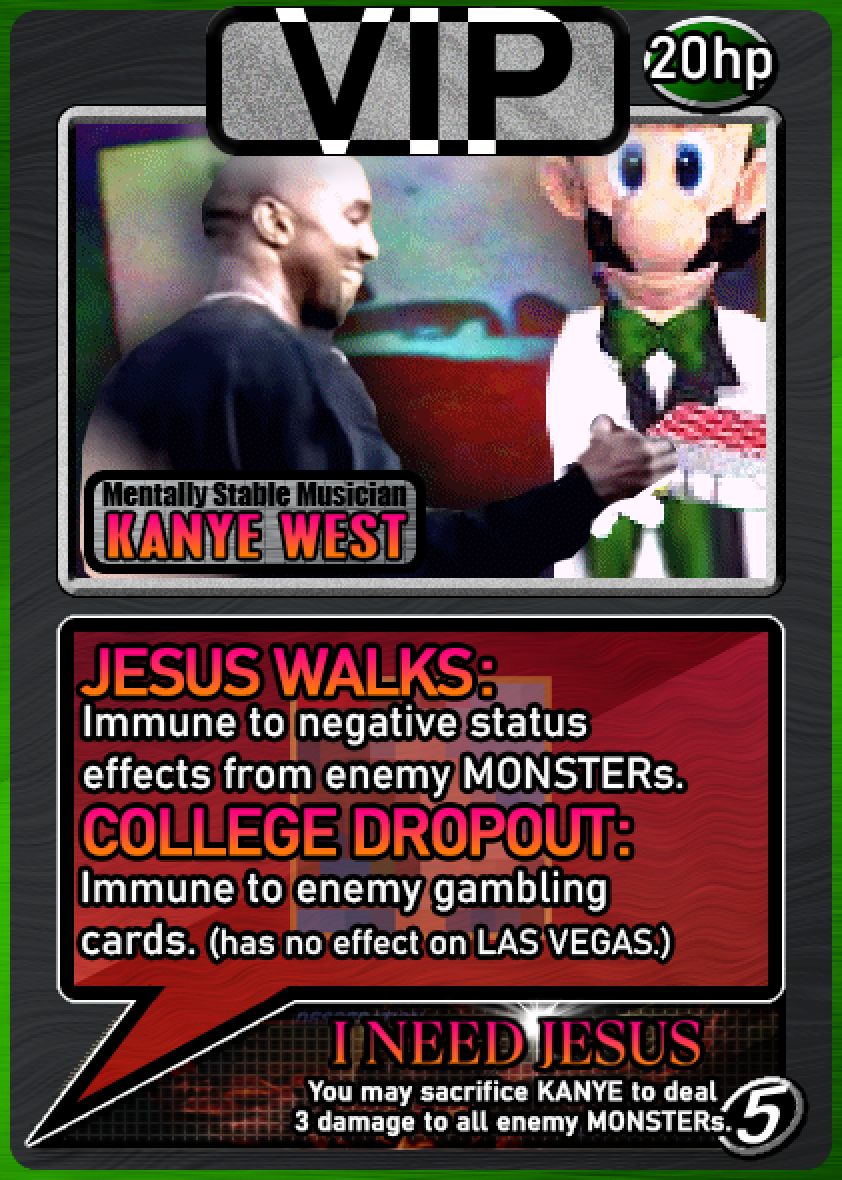 VIP
20hp
Mentally Stable Musician
KANYE WEST
JESUS WALKS:
Immune to negative status
effects from enemy MONSTERs.
COLLEGE DROPOUT:
Immune to enemy gambling
cards. (has no effect on LAS VEGAS.)
I NEED JESUS
You may sacrifice KANYE to deal
3 damage to all enemy MONSTERs.
5